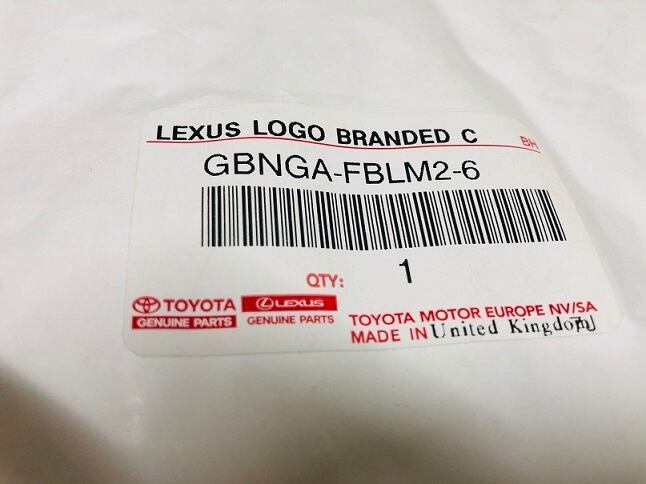 LEXUS LOGO BRANDED C BH
GBNGA-FBLM2-6
QTY: 1
TOYOTA LEXUS
GENUINE PARTS GENUINE PARTS
TOYOTA MOTOR EUROPE NV/SA
MADE IN United Kingdom